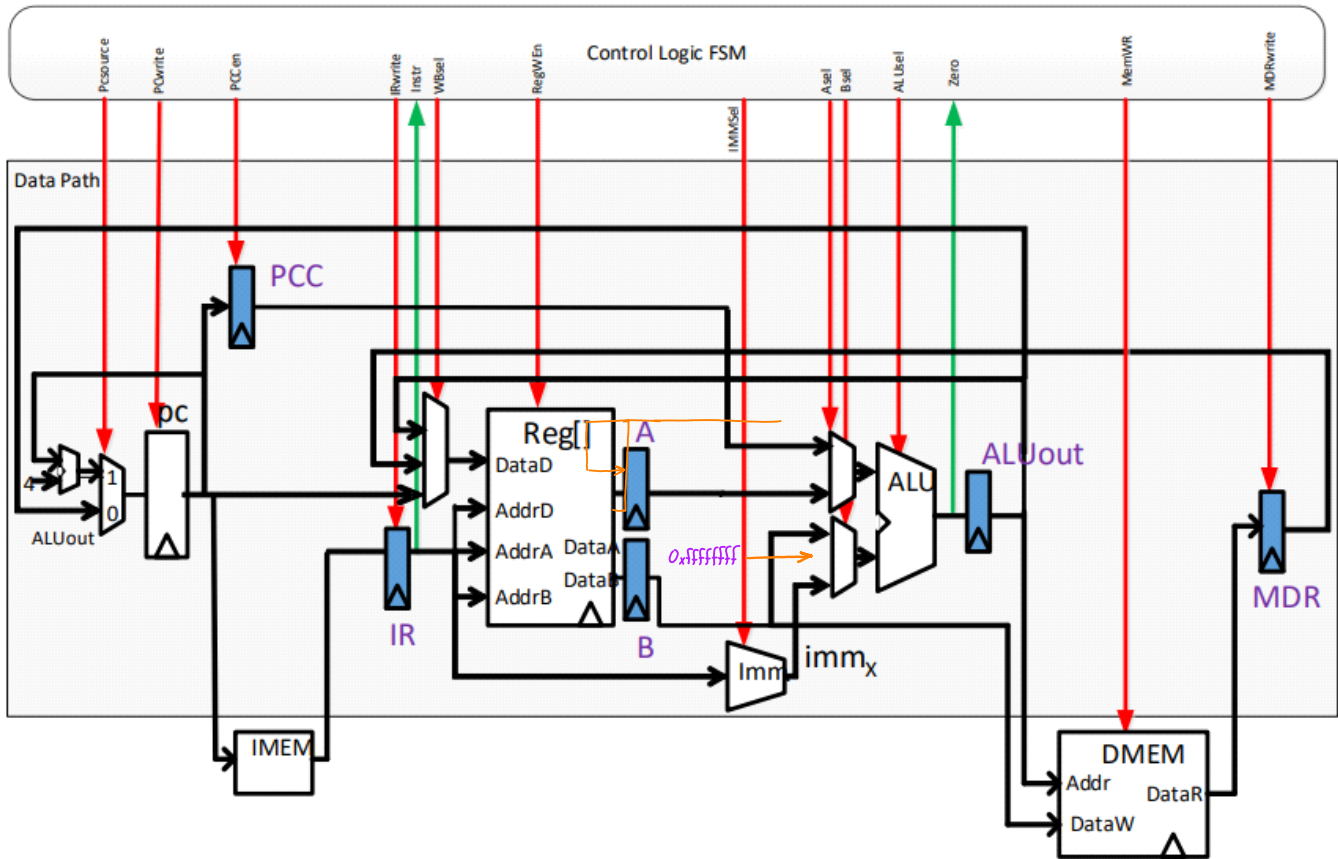 Control Logic FSM
Pcsource
PCwrite
PCCen
IRwrite
Instr
WBsel
RegWEn
IMMSel
Asel
Bsel
ALUsel
Zero
MemWR
MDRwrite
Data Path
PCC
pc
4
1
0
ALUout
IR
Reg[]
DataD
AddrD
AddrA
AddrB
DataA
DataB
A
B
0xffffffff
Imm
imm_x
ALU
ALUout
MDR
IMEM
DMEM
Addr
DataR
DataW